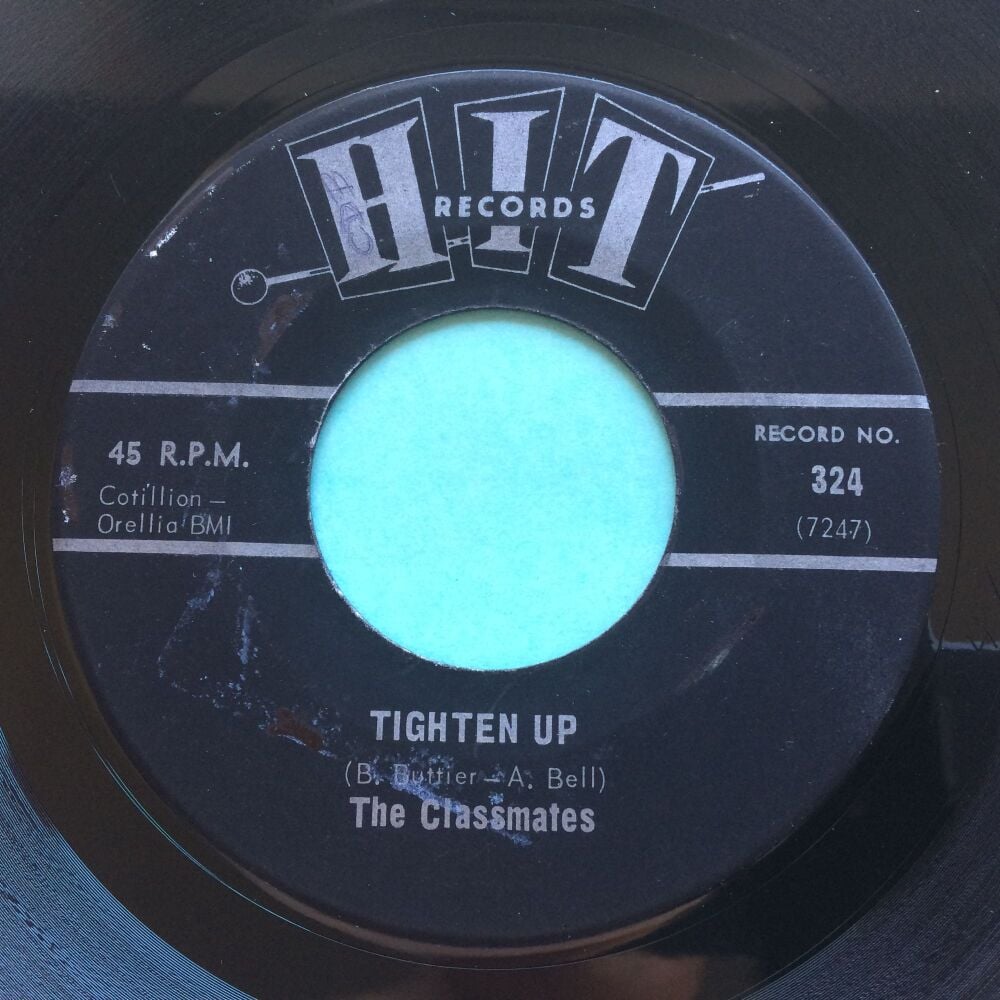 HIT
RECORDS
45 R.P.M.
Cotillion –
Orellia BMI
RECORD NO.
324
(7247)
TIGHTEN UP
(B. Buttier – A. Bell)
The Classmates